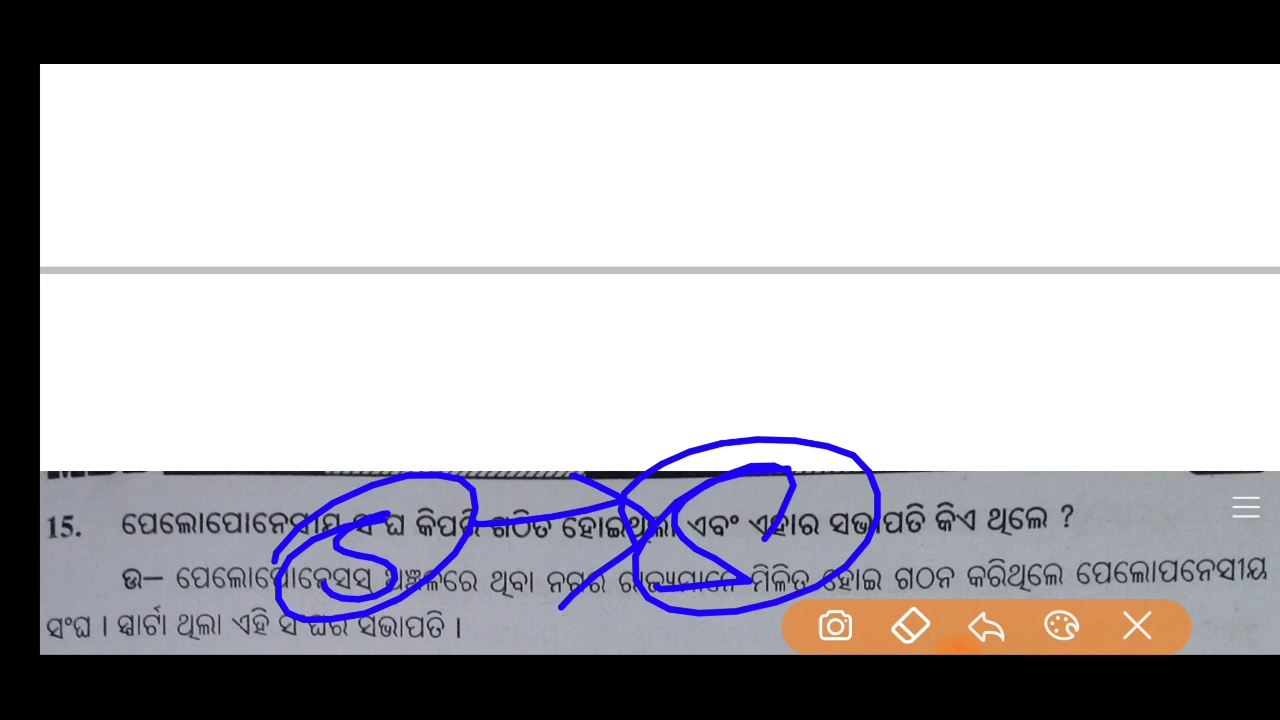 15. ପେଲୋପୋନେସୀୟ ସଂଘ କିପରି ଗଠିତ ହୋଇଥିଲା ଏବଂ ଏହାର ସଭାପତି କିଏ ଥିଲେ ?
ଉ— ପେଲୋପୋନେସସ୍ ଅଞ୍ଚଳରେ ଥିବା ନଗର ରାଜ୍ୟମାନେ ମିଳିତ ହୋଇ ଗଠନ କରିଥିଲେ ପେଲୋପନେସୀୟ
ସଂଘ । ସ୍ପାର୍ଟା ଥିଲା ଏହି ସଂଘର ସଭାପତି ।